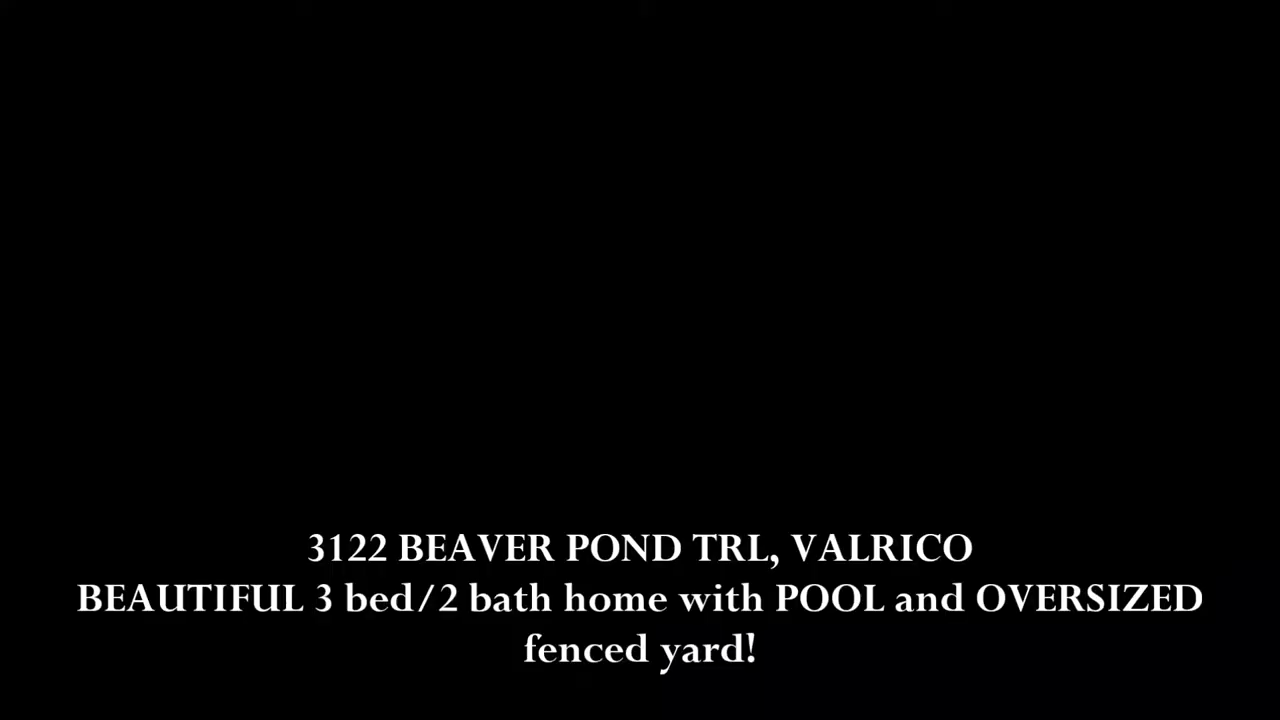 3122 BEAVER POND TRL, VALRICO
BEAUTIFUL 3 bed/2 bath home with POOL and OVERSIZED
fenced yard!